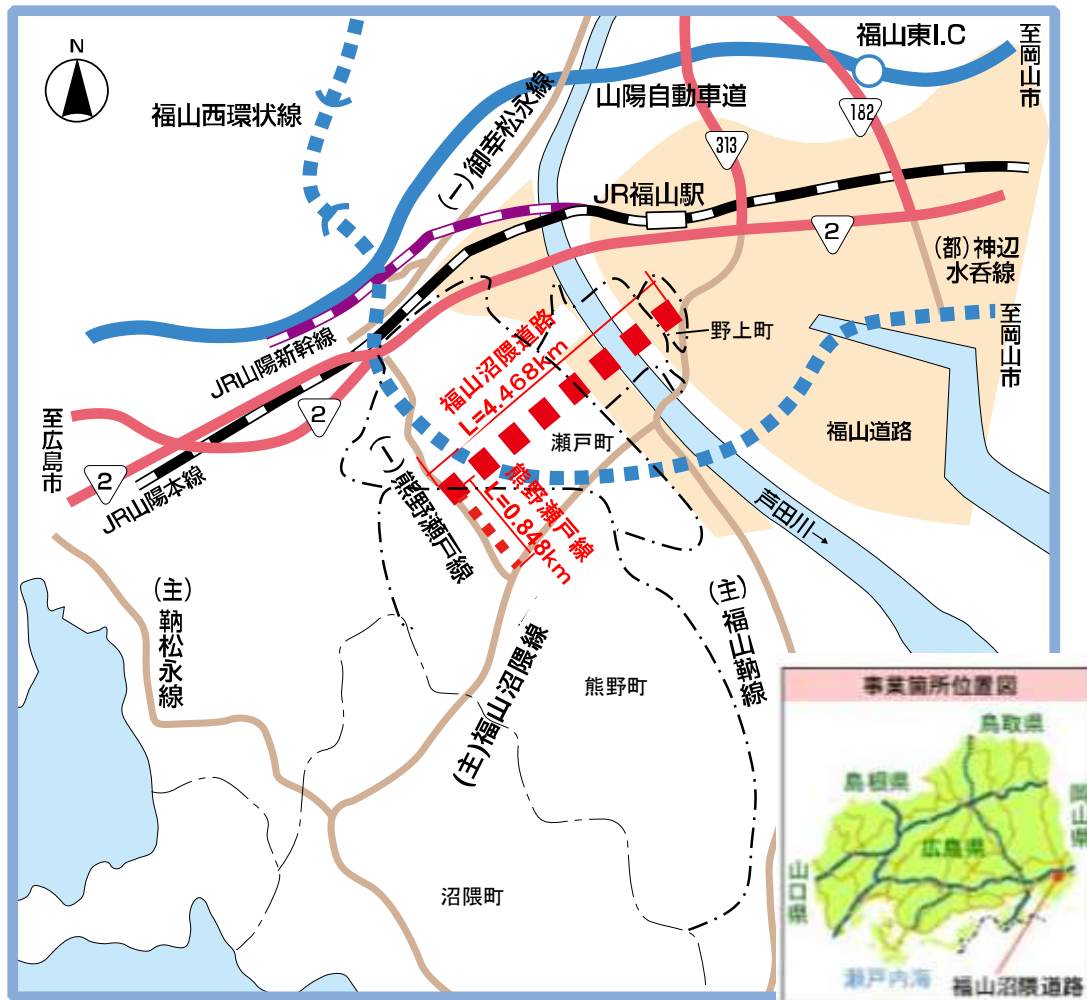 N
福山東I.C
至岡山市
福山西環状線
(一)御幸松永線
山陽自動車道
182
313
JR福山駅
2
(都)神辺
水呑線
至岡山市
野上町
福山沼隈道路
L=4.468km
JR山陽新幹線
2
至広島市
2
JR山陽本線
瀬戸町
福山道路
(一)熊野瀬戸線
熊野瀬戸線
L=0.848km
芦田川→
(主)
鞆松永線
(主)福山鞆線
熊野町
(主)福山沼隈線
沼隈町
事業箇所位置図
鳥取県
島根県
岡山県
広島県
山口県
瀬戸内海
福山沼隈道路